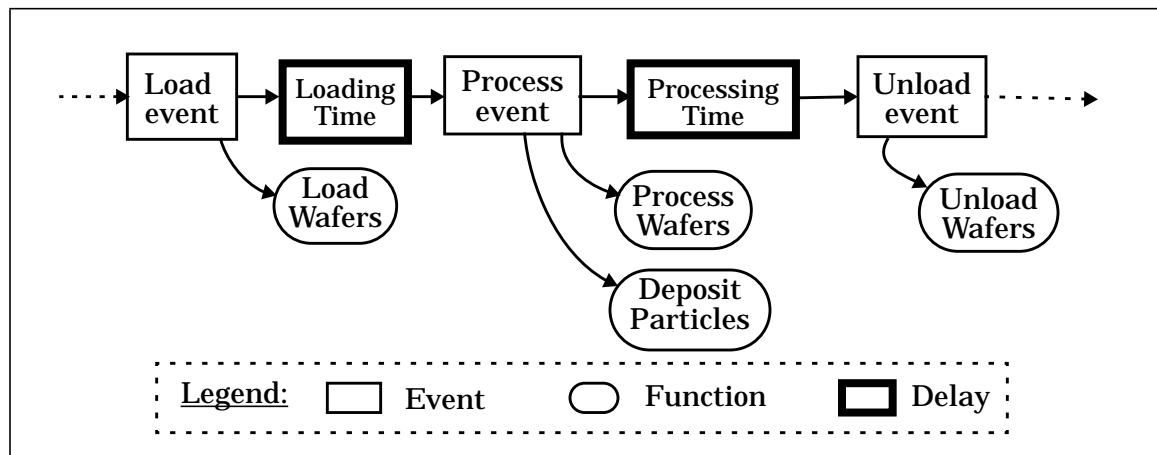 Load
event
Loading
Time
Process
event
Processing
Time
Unload
event
Load
Wafers
Process
Wafers
Unload
Wafers
Deposit
Particles
Legend:
Event
Function
Delay